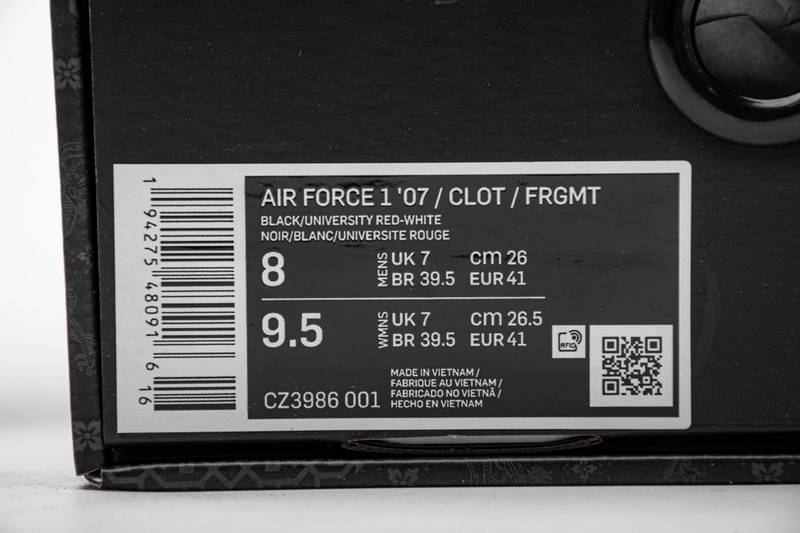 1 94275 48091 6 16
AIR FORCE 1 '07 / CLOT / FRGMT
BLACK/UNIVERSITY RED-WHITE
NOIR/BLANC/UNIVERSITE ROUGE
8 MENS UK 7 cm 26
BR 39.5 EUR 41
9.5 WMNS UK 7 cm 26.5
BR 39.5 EUR 41
RFID
MADE IN VIETNAM /
FABRIQUE AU VIETNAM /
FABRICADO NO VIETNÃ /
HECHO EN VIETNAM
CZ3986 001